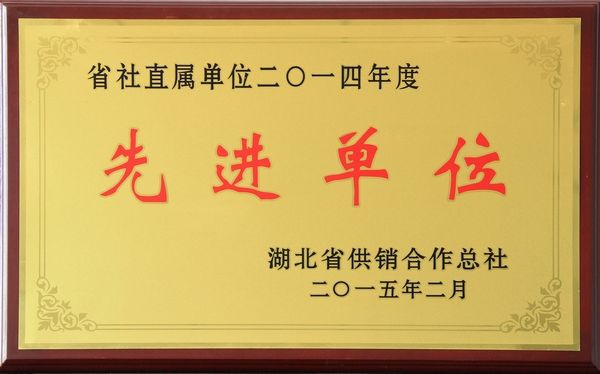 省社直属单位二〇一四年度
先进单位
湖北省供销合作总社
二〇一五年二月